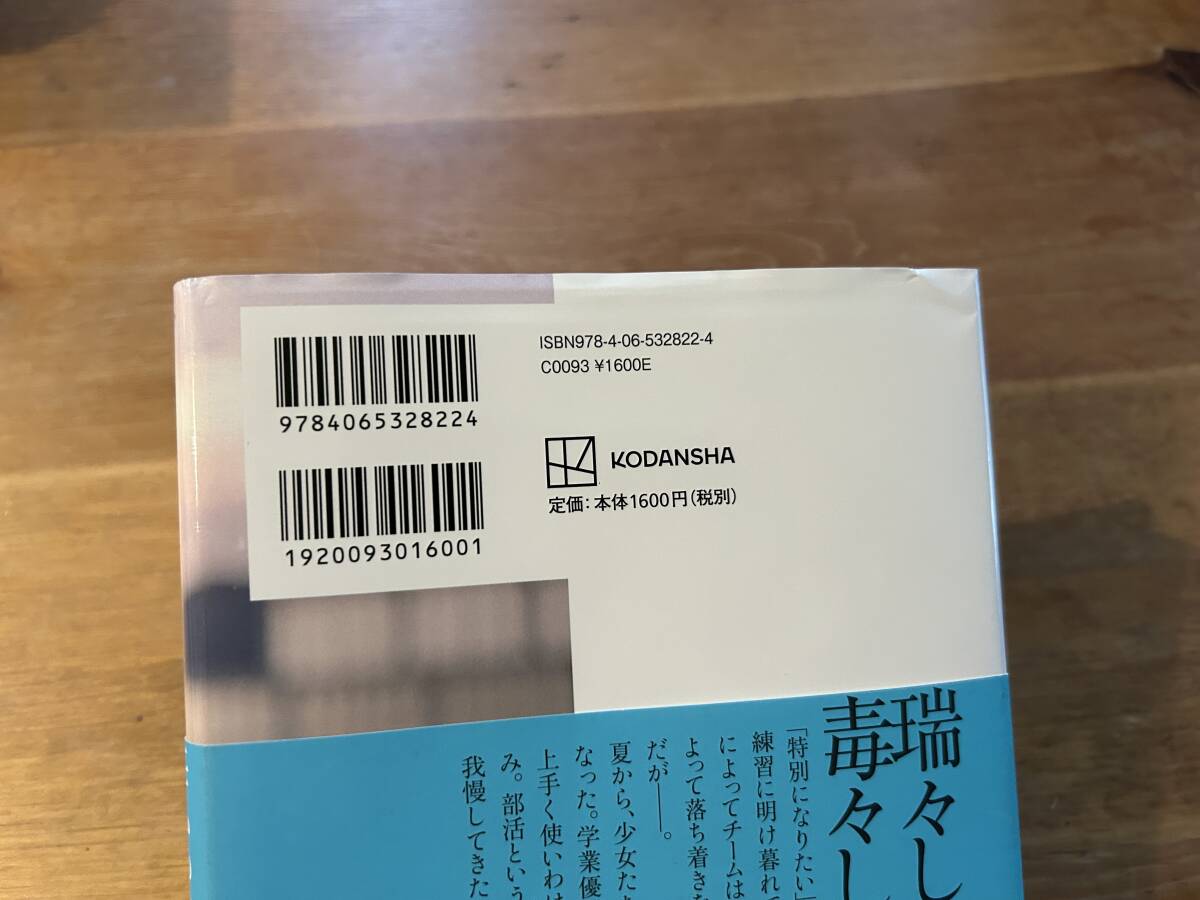 9784065328224
1920093016001
ISBN978-4-06-532822-4
C0093 ¥1600E
KODANSHA
定価：本体1600円（税別）
瑞々し
毒々し
「特別になりたい」
練習に明け暮れて
によってチームは
よって落ち着きを
だが――。
夏から、少女たち
なった。学業優
上手く使いわけ
み。部活という
我慢してきた